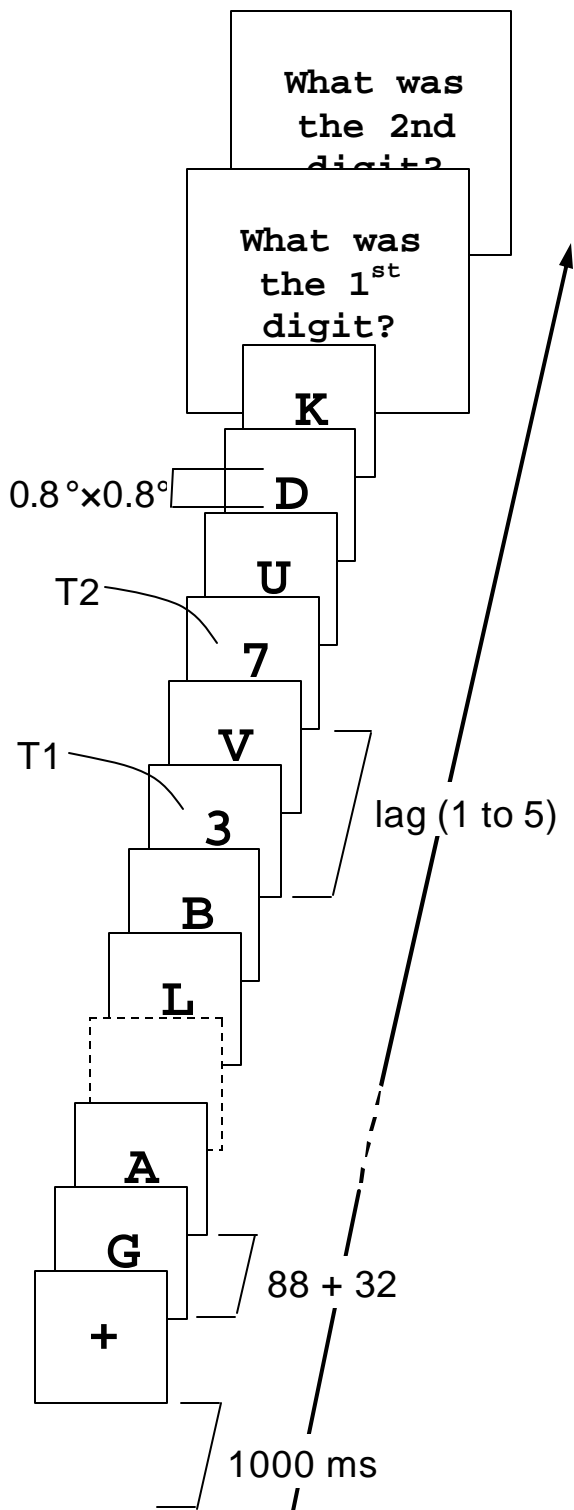 What was
the 2nd
digit?
What was
the 1st
digit?
K
0.8°×0.8°
D
U
T2
7
V
T1
lag (1 to 5)
3
B
L
A
G
88 + 32
+
1000 ms